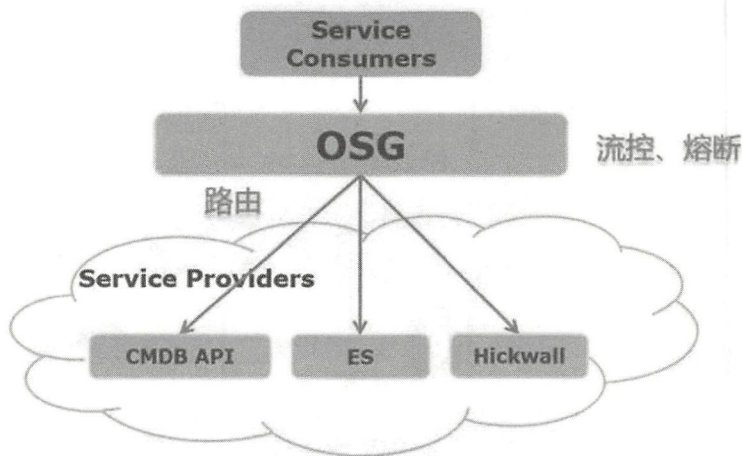 Service
Consumers
OSG
流控、熔断
路由
Service Providers
CMDB API
ES
Hickwall